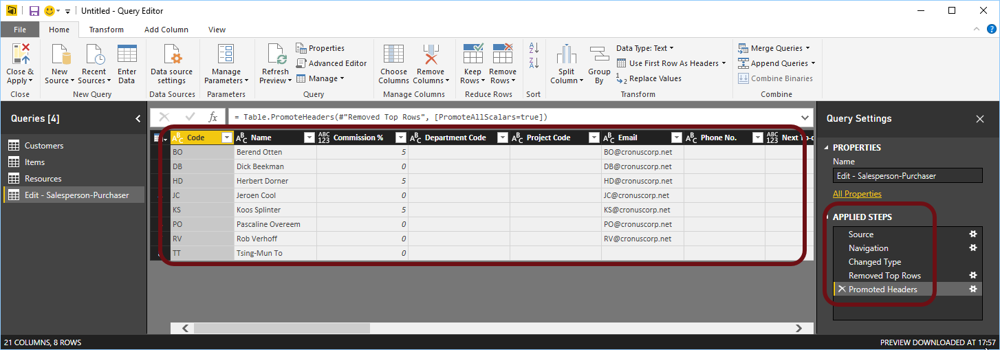 Untitled - Query Editor
File Home Transform Add Column View
Close & Apply New Source Recent Sources Enter Data Data source settings Manage Parameters Refresh Preview Properties Advanced Editor Manage Choose Columns Remove Columns Keep Rows Remove Rows Split Column Group By Data Type: Text Use First Row As Headers Replace Values Merge Queries Append Queries Combine Binaries
Close New Query Data Sources Parameters Query Manage Columns Reduce Rows Sort Transform Combine
Queries [4]
Customers
Items
Resources
Edit - Salesperson-Purchaser
fx = Table.PromoteHeaders(#"Removed Top Rows", [PromoteAllScalars=true])
Code Name Commission % Department Code Project Code Email Phone No.
BO Berend Otten 5 BO@cronuscorp.net
DB Dick Beekman 0 DB@cronuscorp.net
HD Herbert Dorner 5 HD@cronuscorp.net
JC Jeroen Cool 0 JC@cronuscorp.net
KS Koos Splinter 5 KS@cronuscorp.net
PO Pascaline Overeem 0 PO@cronuscorp.net
RV Rob Verhoff 0 RV@cronuscorp.net
TT Tsing-Mun To 0
Query Settings
PROPERTIES
Name
Edit - Salesperson-Purchaser
All Properties
APPLIED STEPS
Source
Navigation
Changed Type
Removed Top Rows
Promoted Headers
21 COLUMNS, 8 ROWS
PREVIEW DOWNLOADED AT 17:57